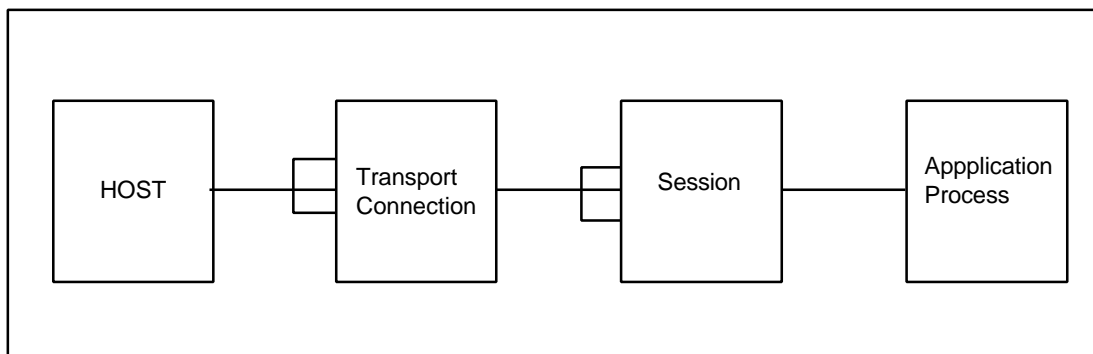 HOST
Transport
Connection
Session
Appplication
Process